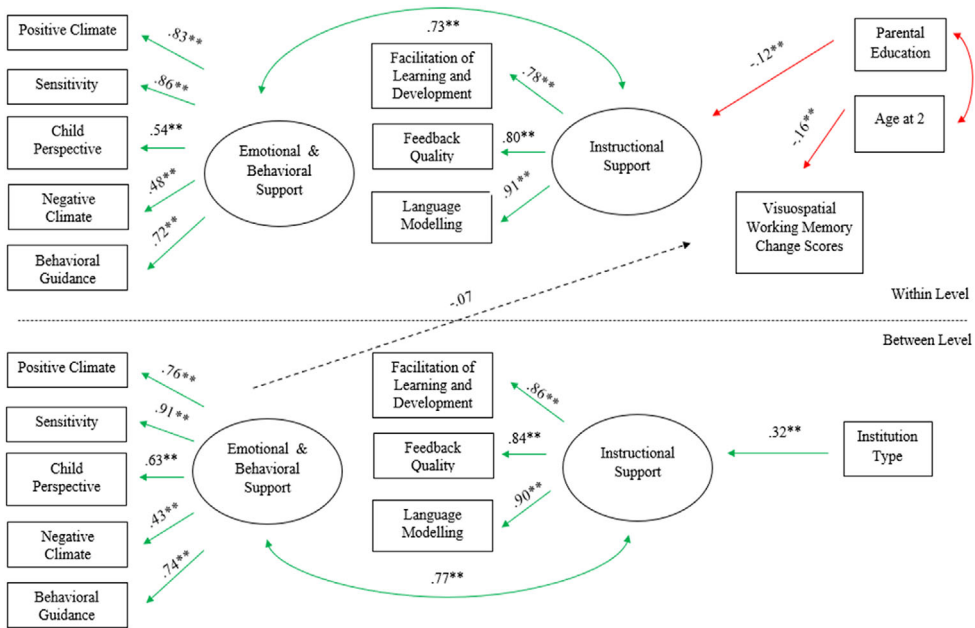 Positive Climate
Sensitivity
Child
Perspective
Negative
Climate
Behavioral
Guidance
.83**
.86**
.54**
.48**
.72**
Emotional &
Behavioral
Support
.73**
Facilitation of
Learning and
Development
Feedback
Quality
Language
Modelling
.78**
.80**
.91**
Instructional
Support
-.12**
-.16**
Parental
Education
Age at 2
Visuospatial
Working Memory
Change Scores
-.07
Within Level
Between Level
Positive Climate
Sensitivity
Child
Perspective
Negative
Climate
Behavioral
Guidance
.76**
.91**
.63**
.43**
.74**
Emotional &
Behavioral
Support
.77**
Facilitation of
Learning and
Development
Feedback
Quality
Language
Modelling
.86**
.84**
.90**
Instructional
Support
.32**
Institution
Type